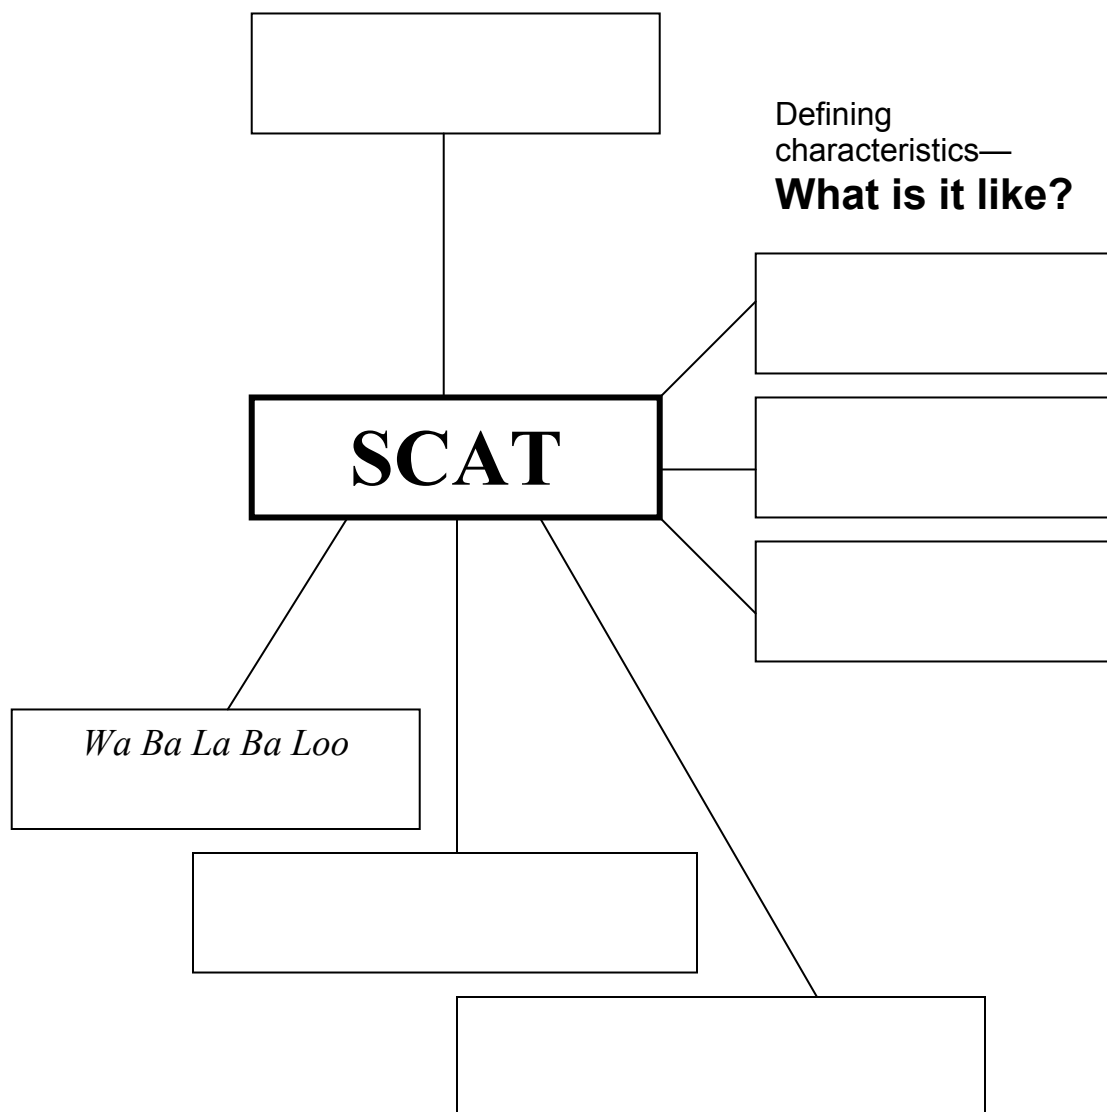 Defining
characteristics—
What is it like?
SCAT
Wa Ba La Ba Loo